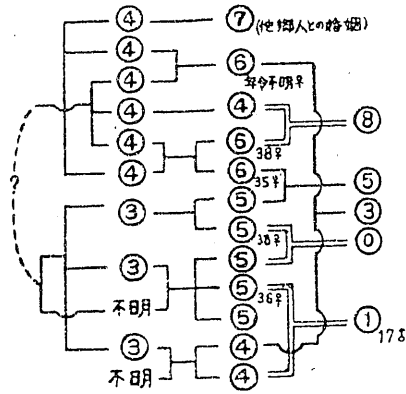 ④ ⑦(他郷人との婚姻)
④
⑥
④
年令不明♀
④ ④ ⑧
④ ⑥
38♀
④ ⑥
35♀ ⑤
③ ⑤ ③
⑤
38♀ ⓪
③ ⑤
⑤
不明 36♀
⑤ ①
17♂
③ ④
不明 ④
?